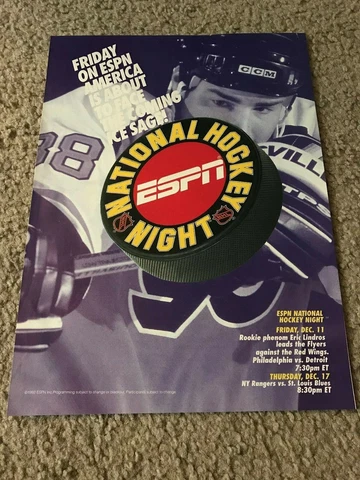 FRIDAY
ON ESPN
AMERICA
IS ABOUT
ICE SAGE.
CCM
88
NATIONAL HOCKEY
ESPN
NIGHT
ESPN NATIONAL
HOCKEY NIGHT
FRIDAY, DEC. 11
Rookie phenom Eric Lindros
leads the Flyers
against the Red Wings.
Philadelphia vs. Detroit
7:30pm ET
THURSDAY, DEC. 17
NY Rangers vs. St. Louis Blues
8:30pm ET